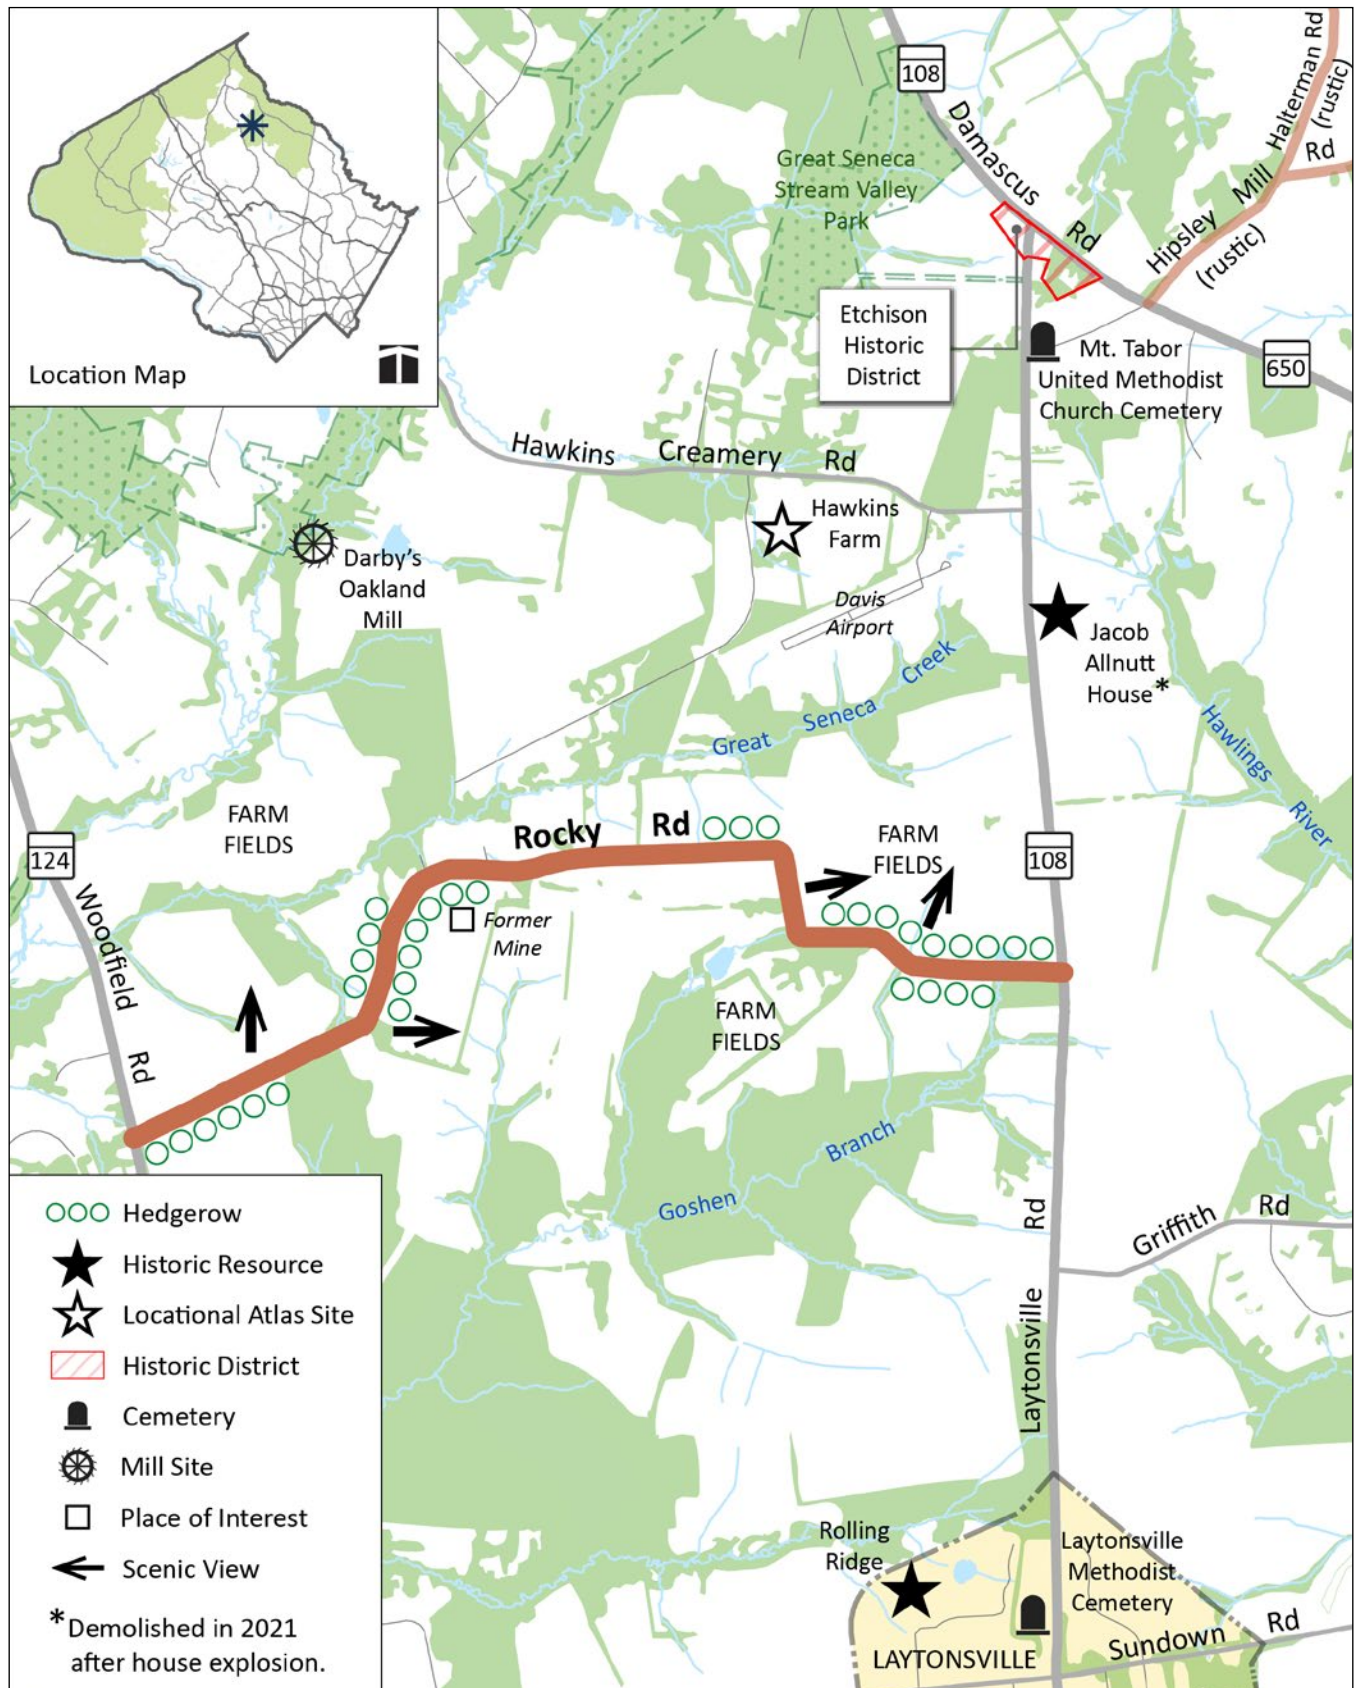 Location Map
108
Damascus
Rd
Halterman Rd
(rustic)
Hipsley Mill Rd
(rustic)
Great Seneca
Stream Valley
Park
Etchison
Historic
District
Mt. Tabor
United Methodist
Church Cemetery
650
Hawkins Creamery Rd
Hawkins
Farm
Darby's
Oakland
Mill
Davis
Airport
Jacob
Allnutt
House*
Great Seneca Creek
Hawlings
River
FARM
FIELDS
Rocky Rd
FARM
FIELDS
124
108
Woodfield
Rd
Former
Mine
FARM
FIELDS
Goshen Branch
Griffith Rd
Laytonsville Rd
Hedgerow
Historic Resource
Locational Atlas Site
Historic District
Cemetery
Mill Site
Place of Interest
Scenic View
*Demolished in 2021
after house explosion.
Rolling
Ridge
Laytonsville
Methodist
Cemetery
LAYTONSVILLE
Sundown Rd